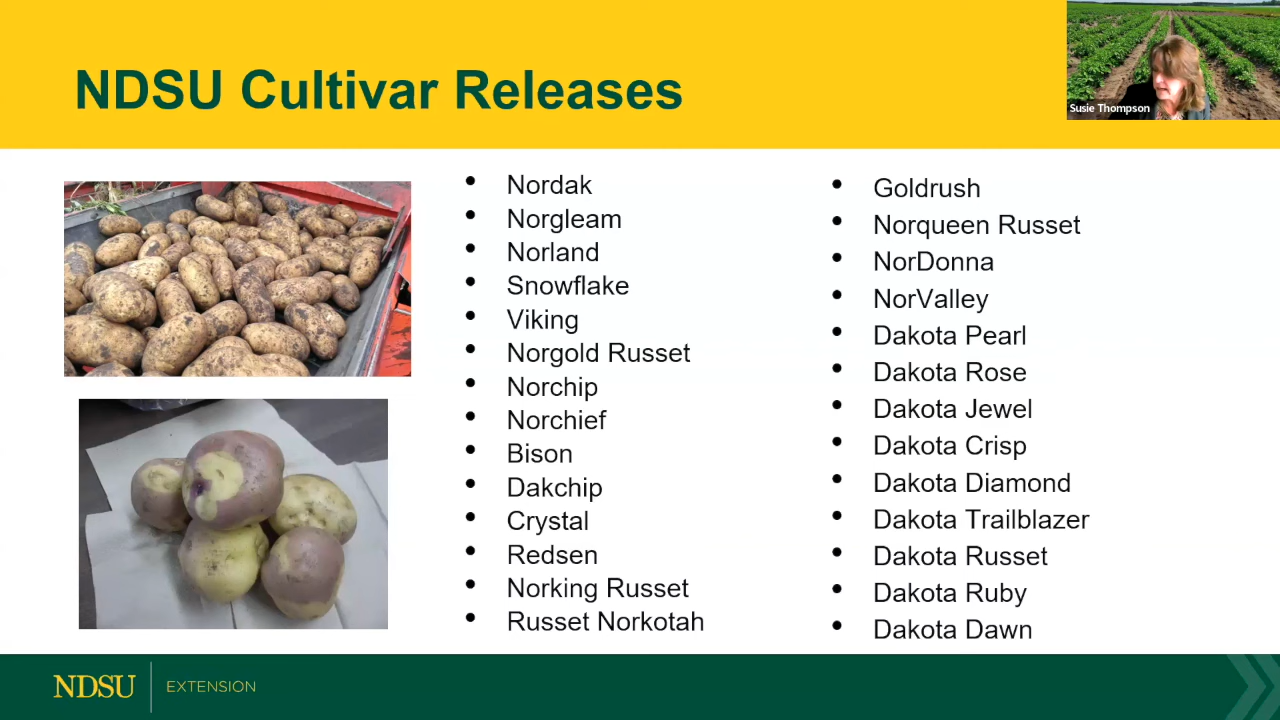 NDSU Cultivar Releases
Susie Thompson
• Nordak
• Norgleam
• Norland
• Snowflake
• Viking
• Norgold Russet
• Norchip
• Norchief
• Bison
• Dakchip
• Crystal
• Redsen
• Norking Russet
• Russet Norkotah
• Goldrush
• Norqueen Russet
• NorDonna
• NorValley
• Dakota Pearl
• Dakota Rose
• Dakota Jewel
• Dakota Crisp
• Dakota Diamond
• Dakota Trailblazer
• Dakota Russet
• Dakota Ruby
• Dakota Dawn
NDSU EXTENSION